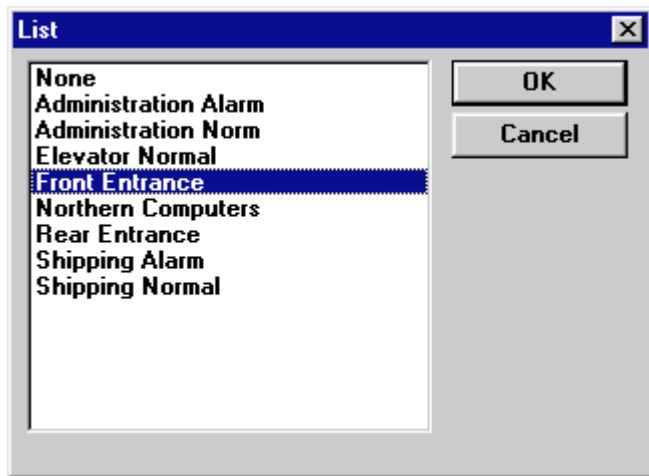 List
None
Administration Alarm
Administration Norm
Elevator Normal
Front Entrance
Northern Computers
Rear Entrance
Shipping Alarm
Shipping Normal
OK
Cancel